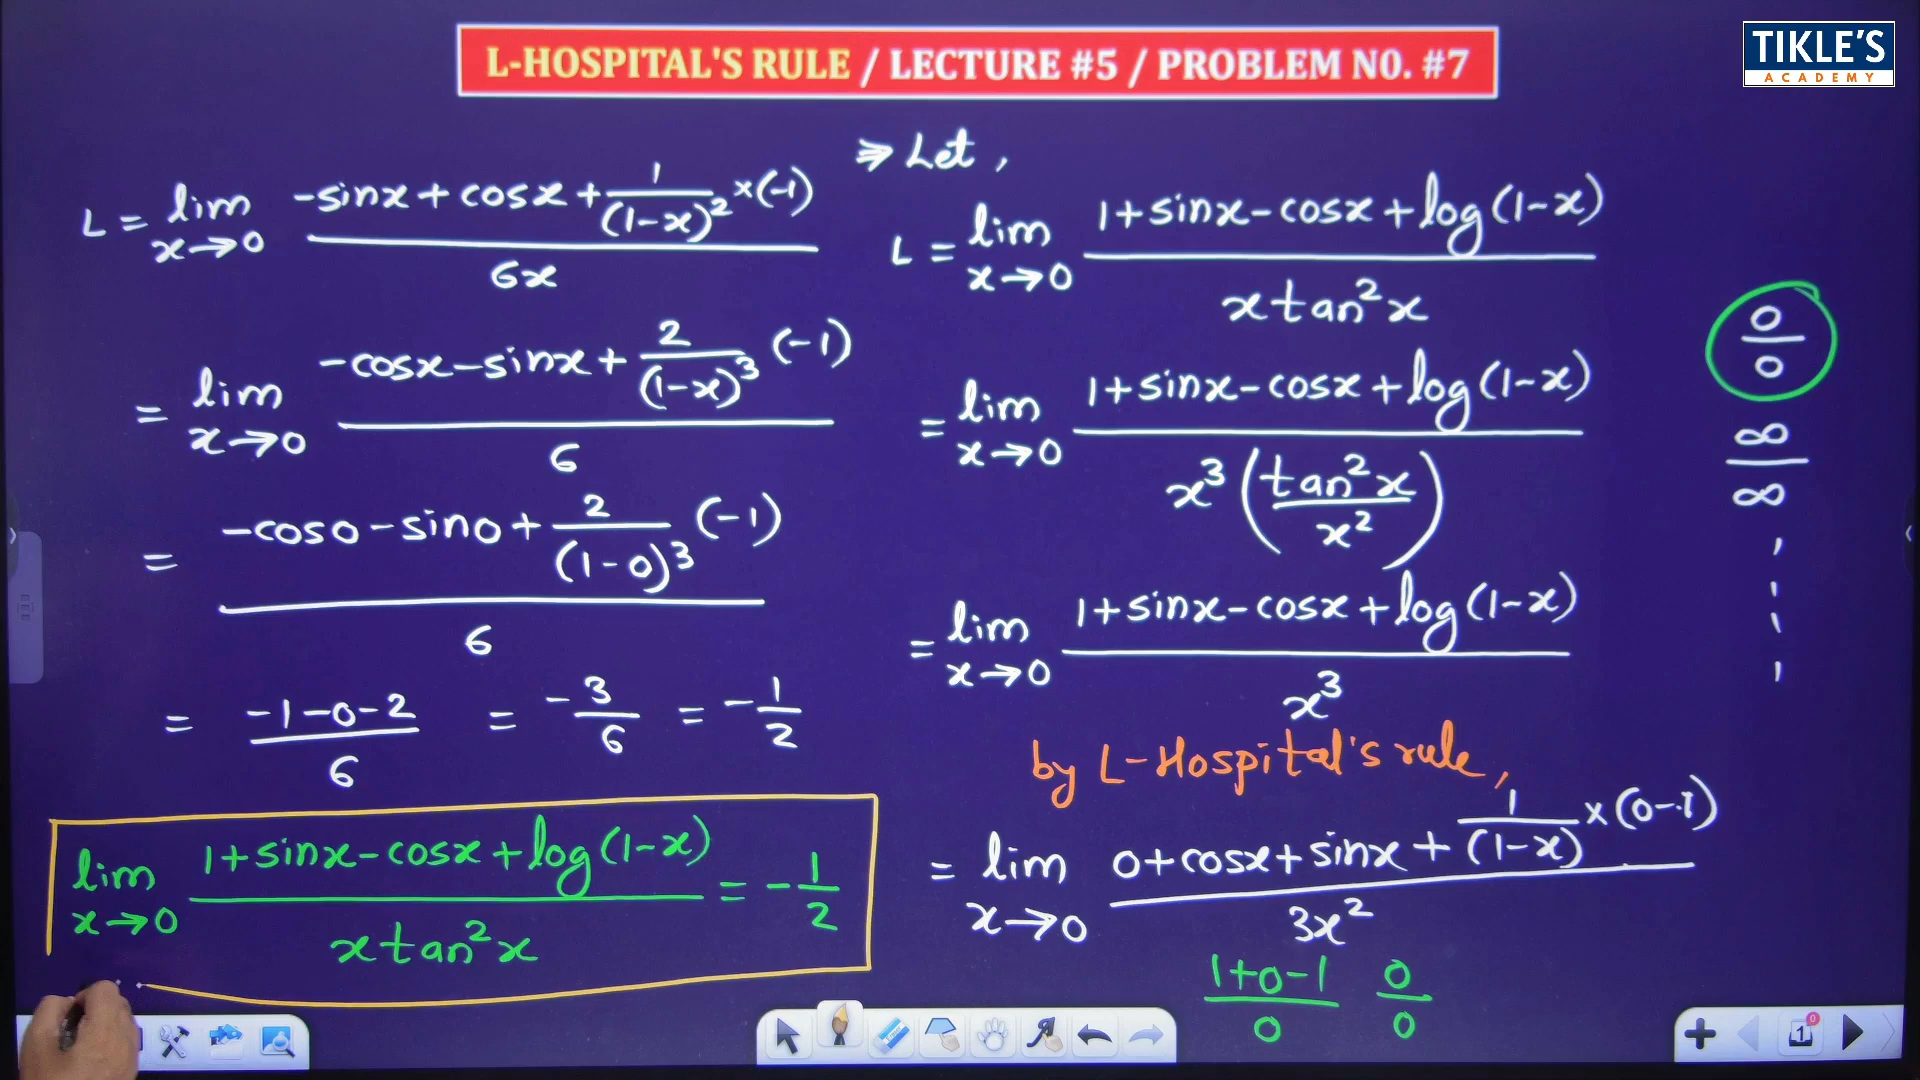 L-HOSPITAL'S RULE / LECTURE #5 / PROBLEM NO. #7
TIKLE'S
ACADEMY
⇒ Let,
L = lim x→0 (1+sinx-cosx+log(1-x)) / (x tan²x)
= lim x→0 (1+sinx-cosx+log(1-x)) / (x³ (tan²x / x²))
= lim x→0 (1+sinx-cosx+log(1-x)) / x³
by L-Hospital's rule,
= lim x→0 (0+cosx+sinx+ 1/(1-x) ×(0-1)) / 3x²
(1+0-1)/0 0/0
0/0
∞/∞
L = lim x→0 (-sinx+cosx+ 1/(1-x)² ×(-1)) / 6x
= lim x→0 (-cosx-sinx+ 2/(1-x)³ (-1)) / 6
= (-cos0-sin0+ 2/(1-0)³ (-1)) / 6
= (-1-0-2)/6 = -3/6 = -1/2
lim x→0 (1+sinx-cosx+log(1-x)) / (x tan²x) = -1/2
1
0